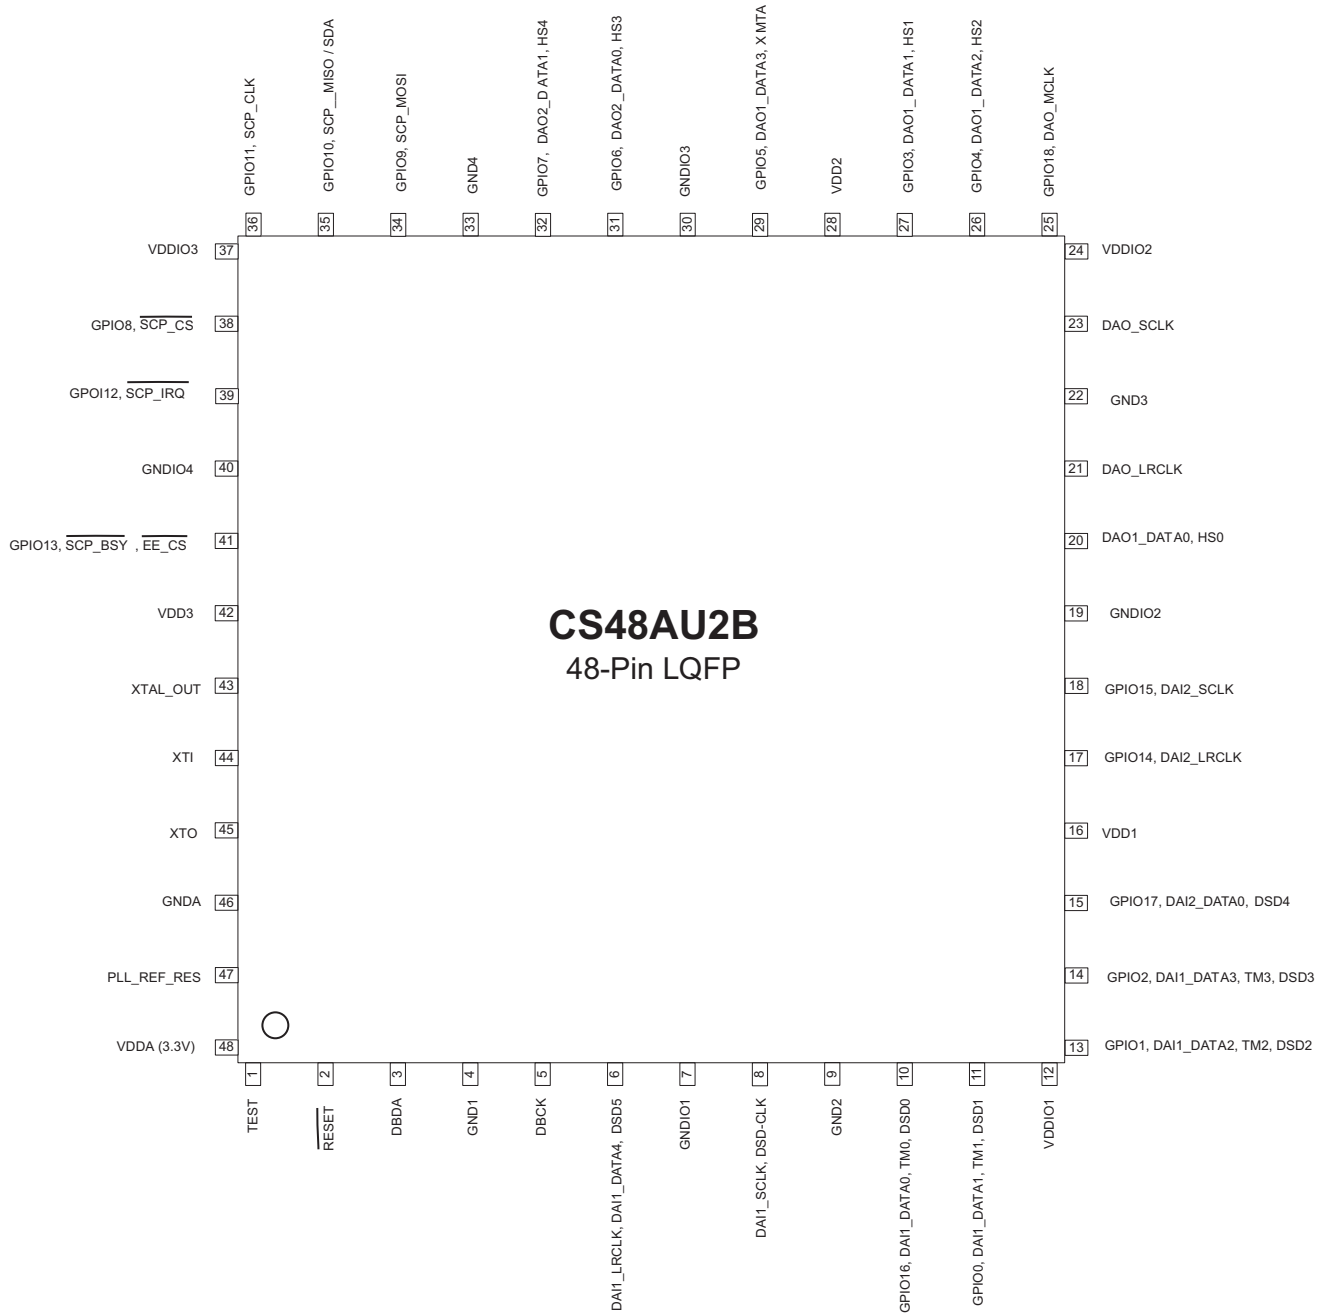 GPIO11, SCP_CLK
GPIO10, SCP__MISO / SDA
GPIO9, SCP_MOSI
GND4
GPIO7, DAO2_D ATA1, HS4
GPIO6, DAO2 _DATA0, HS3
GNDIO3
GPIO5, DAO1_DATA3, X MTA
VDD2
GPIO3, DAO1_DATA1, HS1
GPIO4, DAO1_DATA2, HS2
GPIO18, DAO_MCLK
36
35
34
33
32
31
30
29
28
27
26
25
VDDIO3 37
GPIO8, SCP_CS 38
GPOI12, SCP_IRQ 39
GNDIO4 40
GPIO13, SCP_BSY , EE_CS 41
VDD3 42
XTAL_OUT 43
XTI 44
XTO 45
GNDA 46
PLL_REF_RES 47
VDDA (3.3V) 48
CS48AU2B
48-Pin LQFP
24 VDDIO2
23 DAO_SCLK
22 GND3
21 DAO_LRCLK
20 DAO1_DATA0, HS0
19 GNDIO2
18 GPIO15, DAI2_SCLK
17 GPIO14, DAI2_LRCLK
16 VDD1
15 GPIO17, DAI2_DATA0, DSD4
14 GPIO2, DAI1_DATA3, TM3, DSD3
13 GPIO1, DAI1_DATA2, TM2, DSD2
1
2
3
4
5
6
7
8
9
10
11
12
TEST
RESET
DBDA
GND1
DBCK
DAI1_LRCLK, DAI1_DATA4, DSD5
GNDIO1
DAI1_SCLK, DSD-CLK
GND2
GPIO16, DAI1_DATA0, TM0, DSD0
GPIO0, DAI1_DATA1, TM1, DSD1
VDDIO1